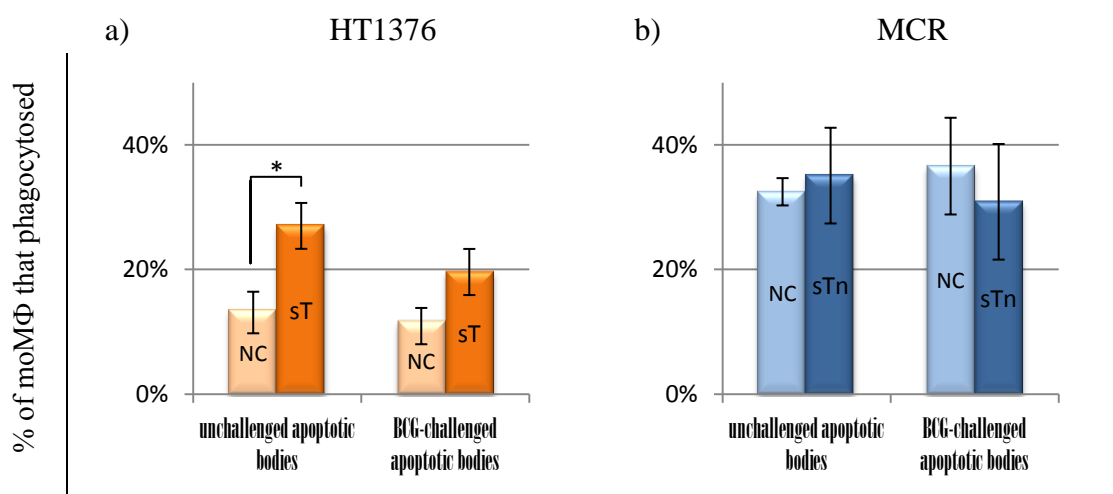 a) HT1376
b) MCR
% of moMΦ that phagocytosed
40%
20%
0%
*
NC
sT
NC
sT
unchallenged apoptotic
bodies
BCG-challenged
apoptotic bodies
40%
20%
0%
NC
sTn
NC
sTn
unchallenged apoptotic
bodies
BCG-challenged
apoptotic bodies